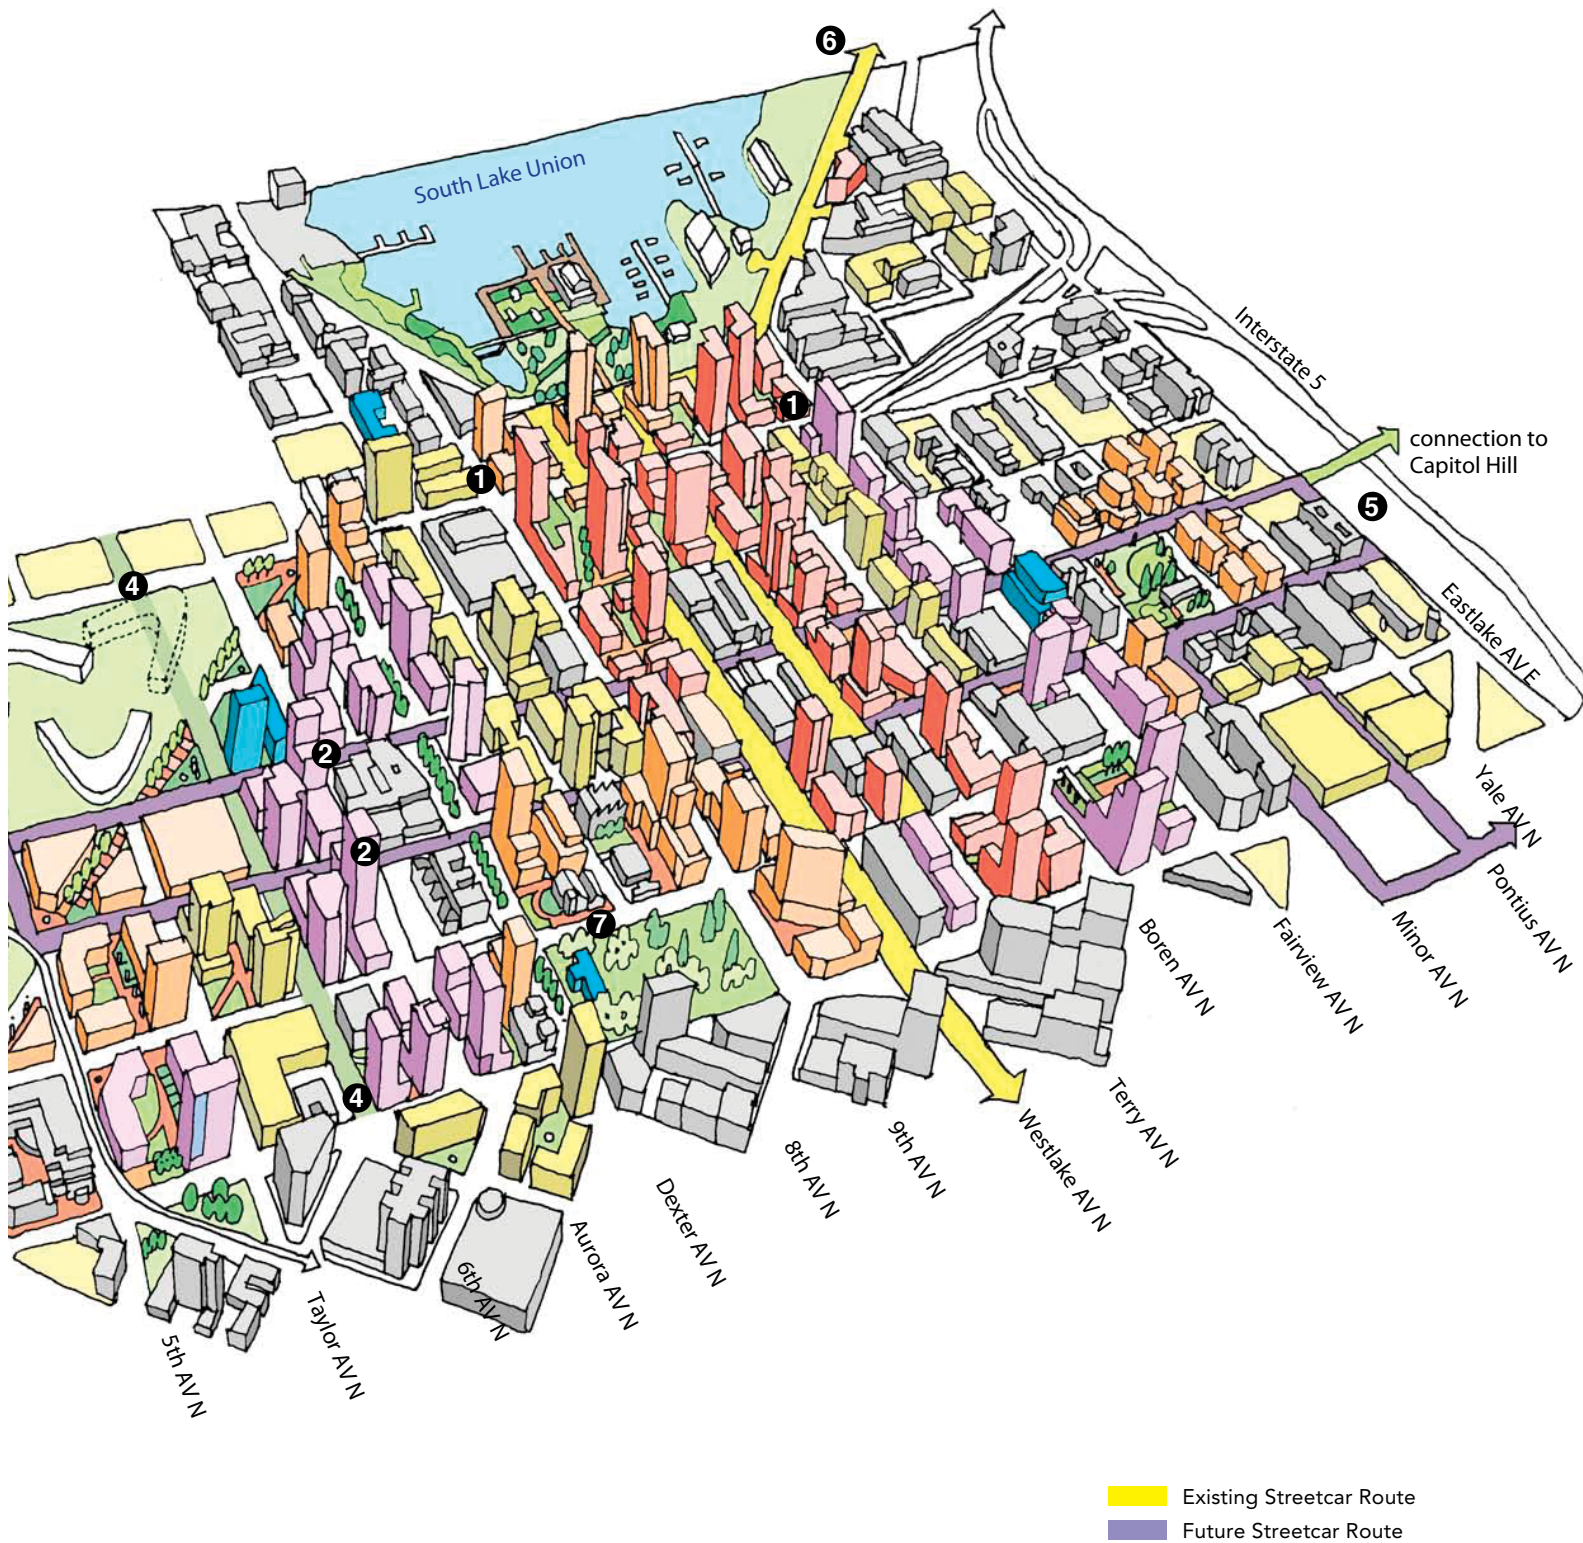 6
South Lake Union
Interstate 5
1
connection to
Capitol Hill
1
5
4
Eastlake AV E
2
Yale AV N
2
Pontius AV N
7
Minor AV N
Fairview AV N
Boren AV N
4
Terry AV N
Westlake AV N
9th AV N
8th AV N
Dexter AV N
Aurora AV N
6th AV N
Taylor AV N
5th AV N
Existing Streetcar Route
Future Streetcar Route